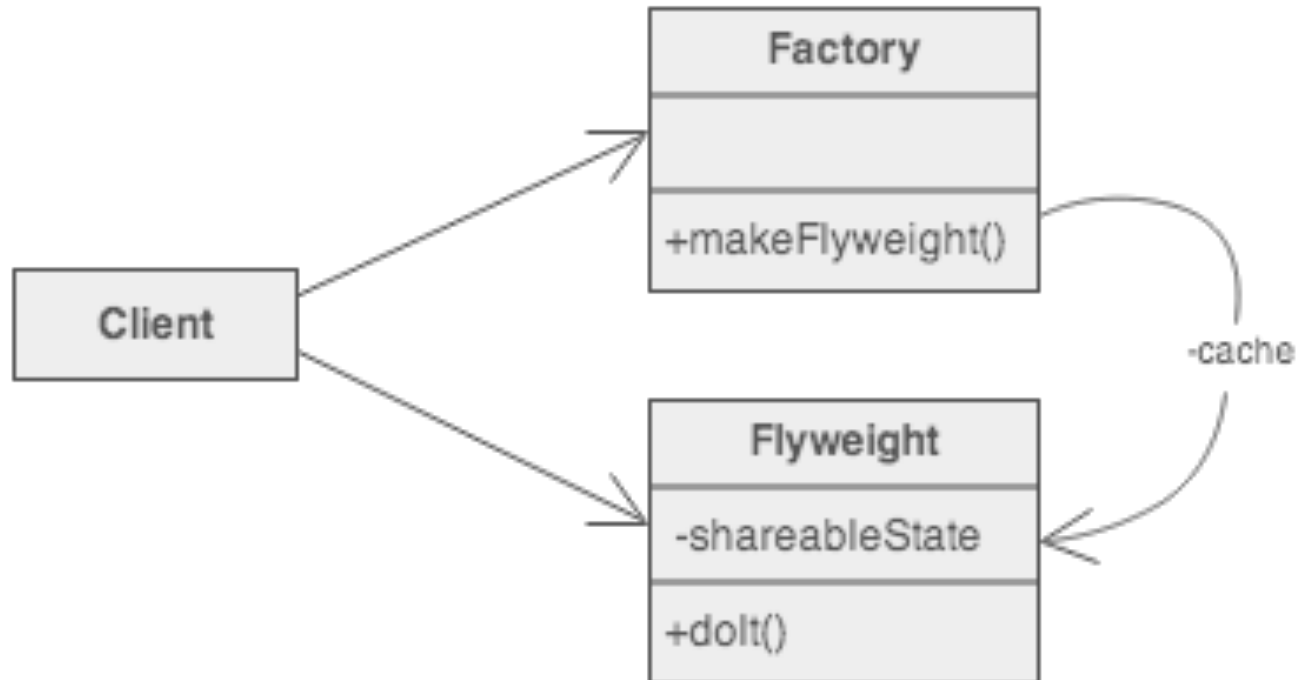 Factory
+makeFlyweight()
Client
-cache
Flyweight
-shareableState
+doIt()